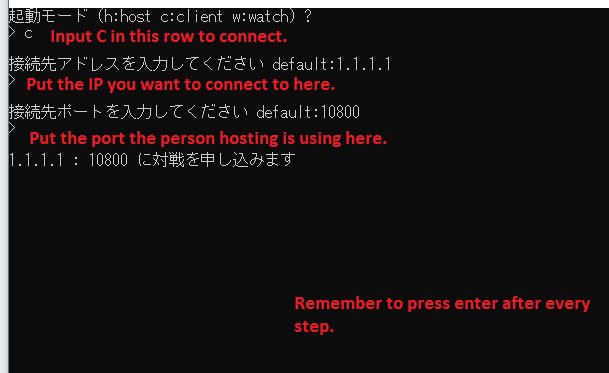 起動モード (h:host c:client w:watch) ?
> c Input C in this row to connect.
接続先アドレスを入力してください default:1.1.1.1
> Put the IP you want to connect to here.
接続先ポートを入力してください default:10800
> Put the port the person hosting is using here.
1.1.1.1 : 10800 に対戦を申し込みます
Remember to press enter after every
step.